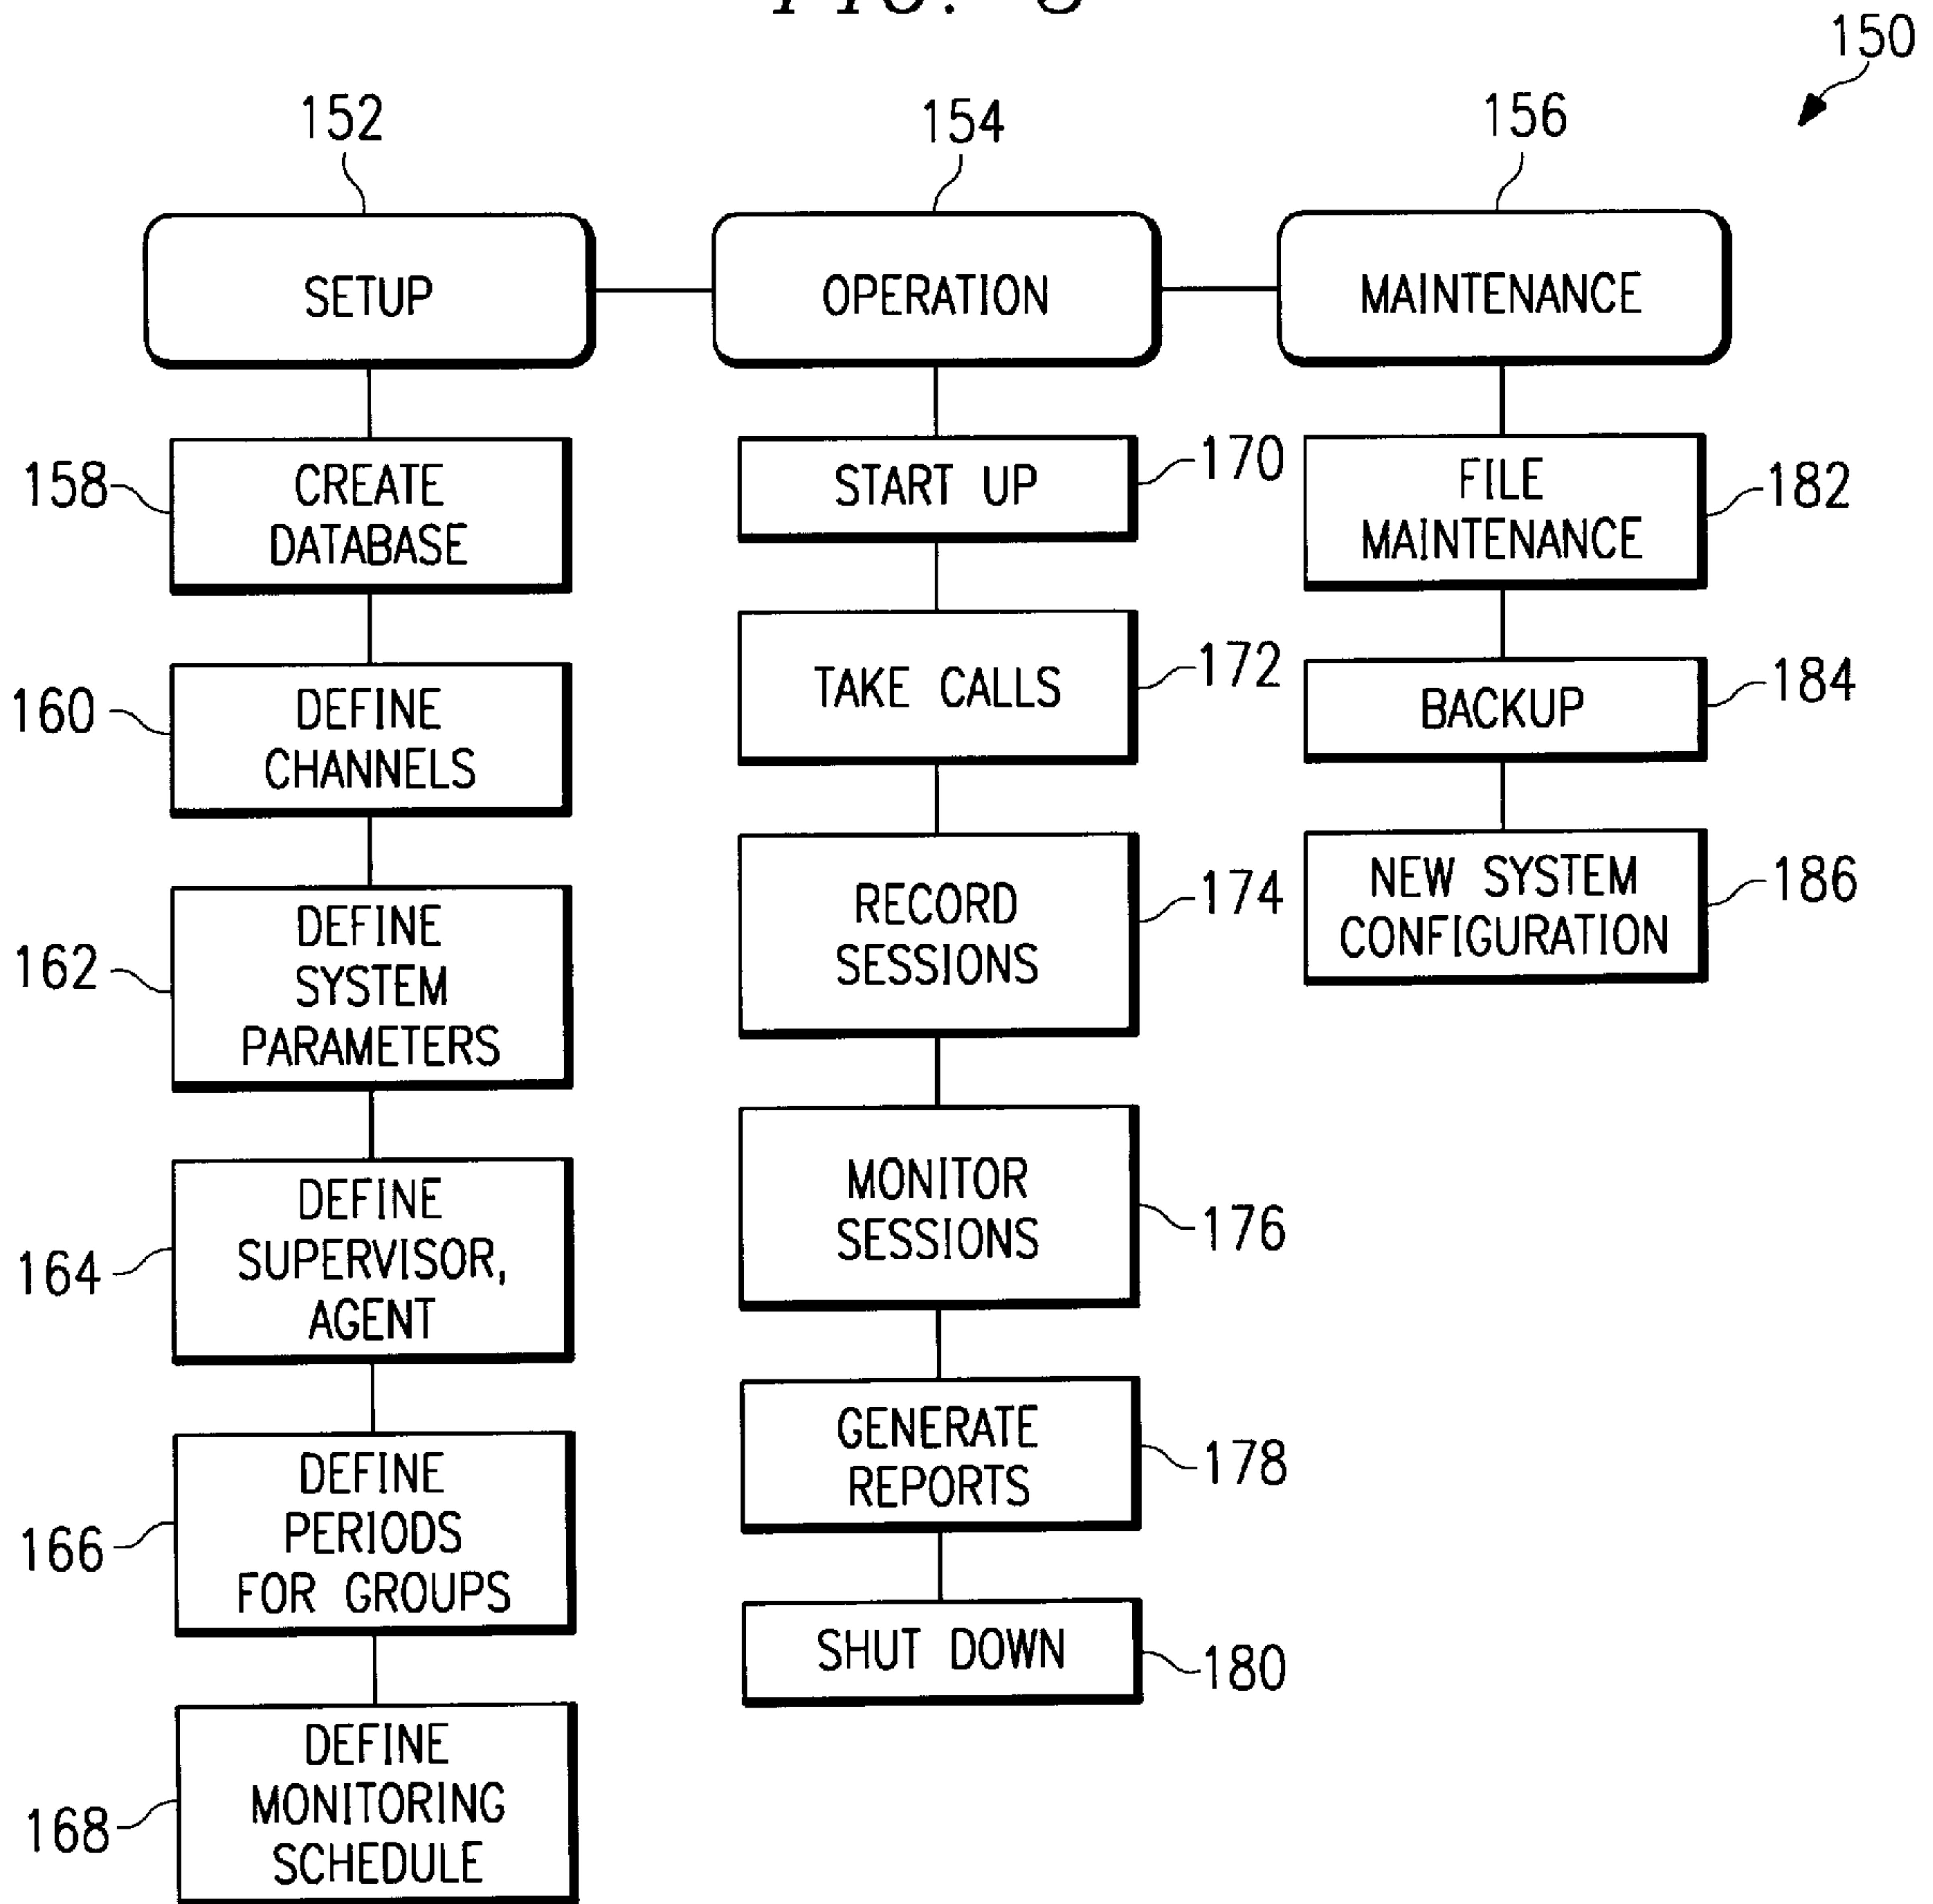 150
152
154
156
SETUP
OPERATION
MAINTENANCE
158
CREATE
DATABASE
160
DEFINE
CHANNELS
162
DEFINE
SYSTEM
PARAMETERS
164
DEFINE
SUPERVISOR,
AGENT
166
DEFINE
PERIODS
FOR GROUPS
168
DEFINE
MONITORING
SCHEDULE
START UP
170
TAKE CALLS
172
RECORD
SESSIONS
174
MONITOR
SESSIONS
176
GENERATE
REPORTS
178
SHUT DOWN
180
FILE
MAINTENANCE
182
BACKUP
184
NEW SYSTEM
CONFIGURATION
186